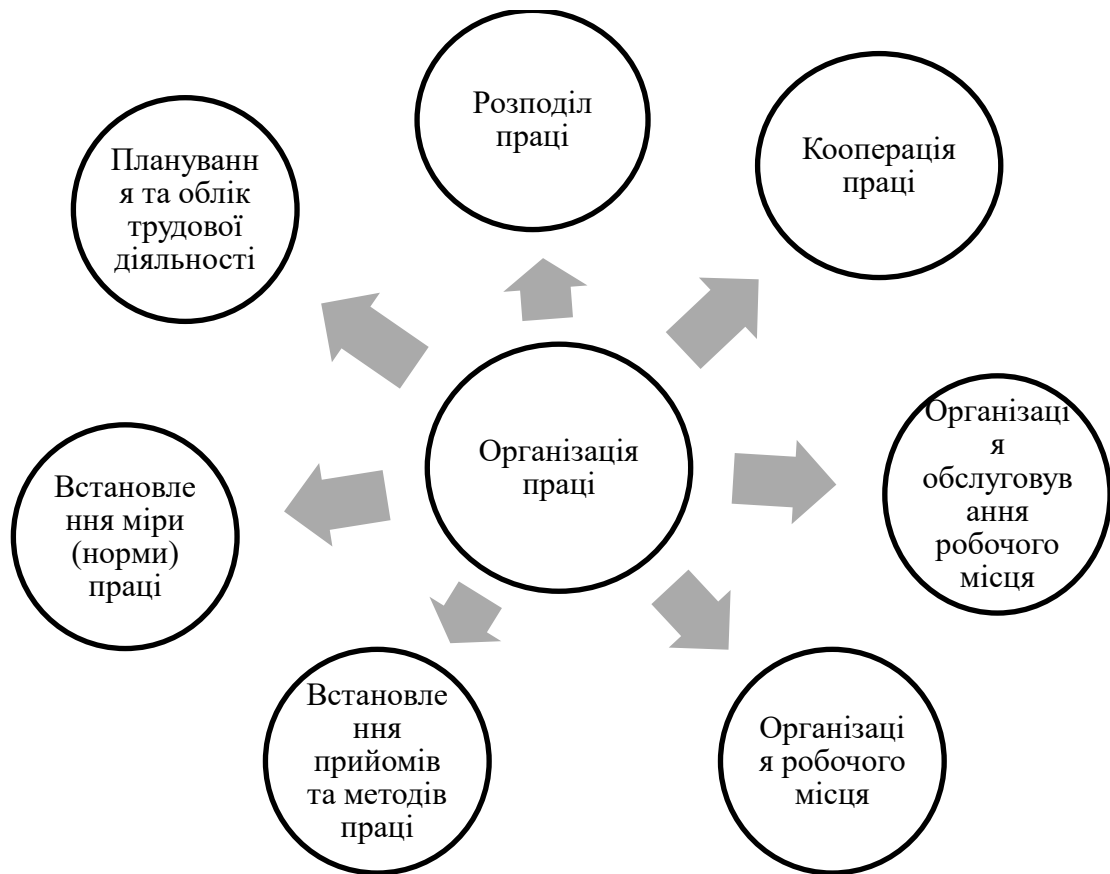 Розподіл
праці
Кооперація
праці
Плануванн
я та облік
трудової
діяльності
Організація
праці
Організаці
я
обслуговув
ання
робочого
місця
Встановле
ння міри
(норми)
праці
Встановле
ння
прийомів
та методів
праці
Організаці
я робочого
місця